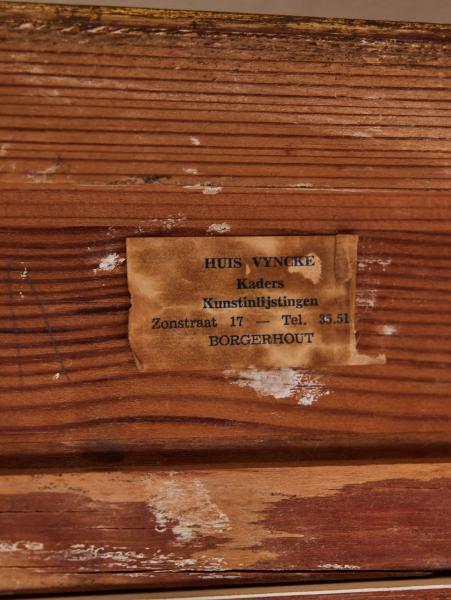 HUIS VYNCKE
Kaders
Kunstinlijstingen
Zonstraat 17 — Tel. 35.51
BORGERHOUT